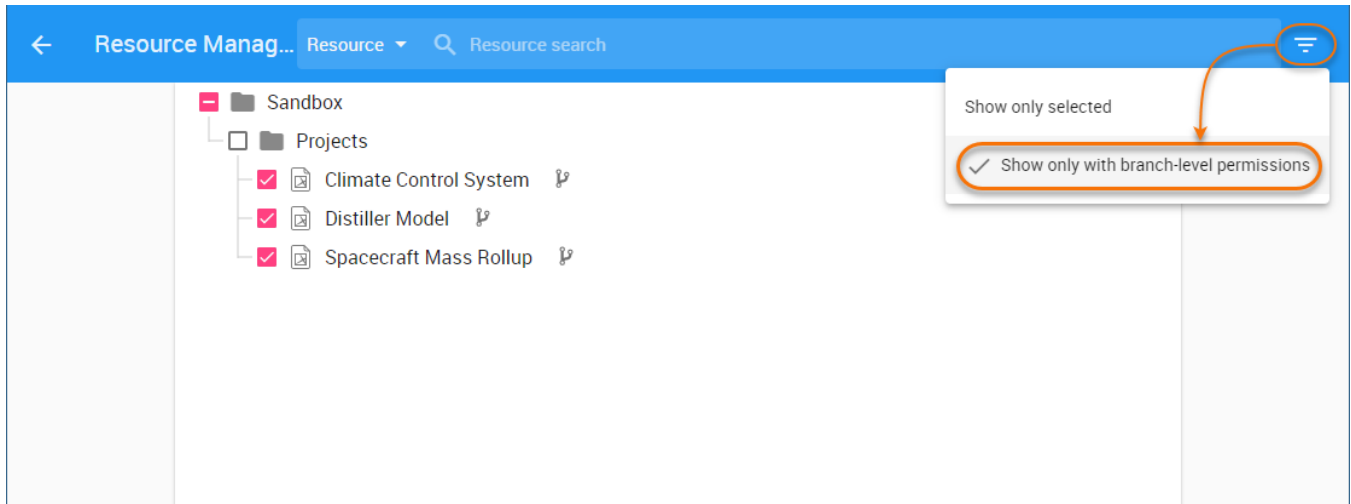 Resource Manag... Resource Resource search
Show only selected
Show only with branch-level permissions
Sandbox
Projects
Climate Control System
Distiller Model
Spacecraft Mass Rollup